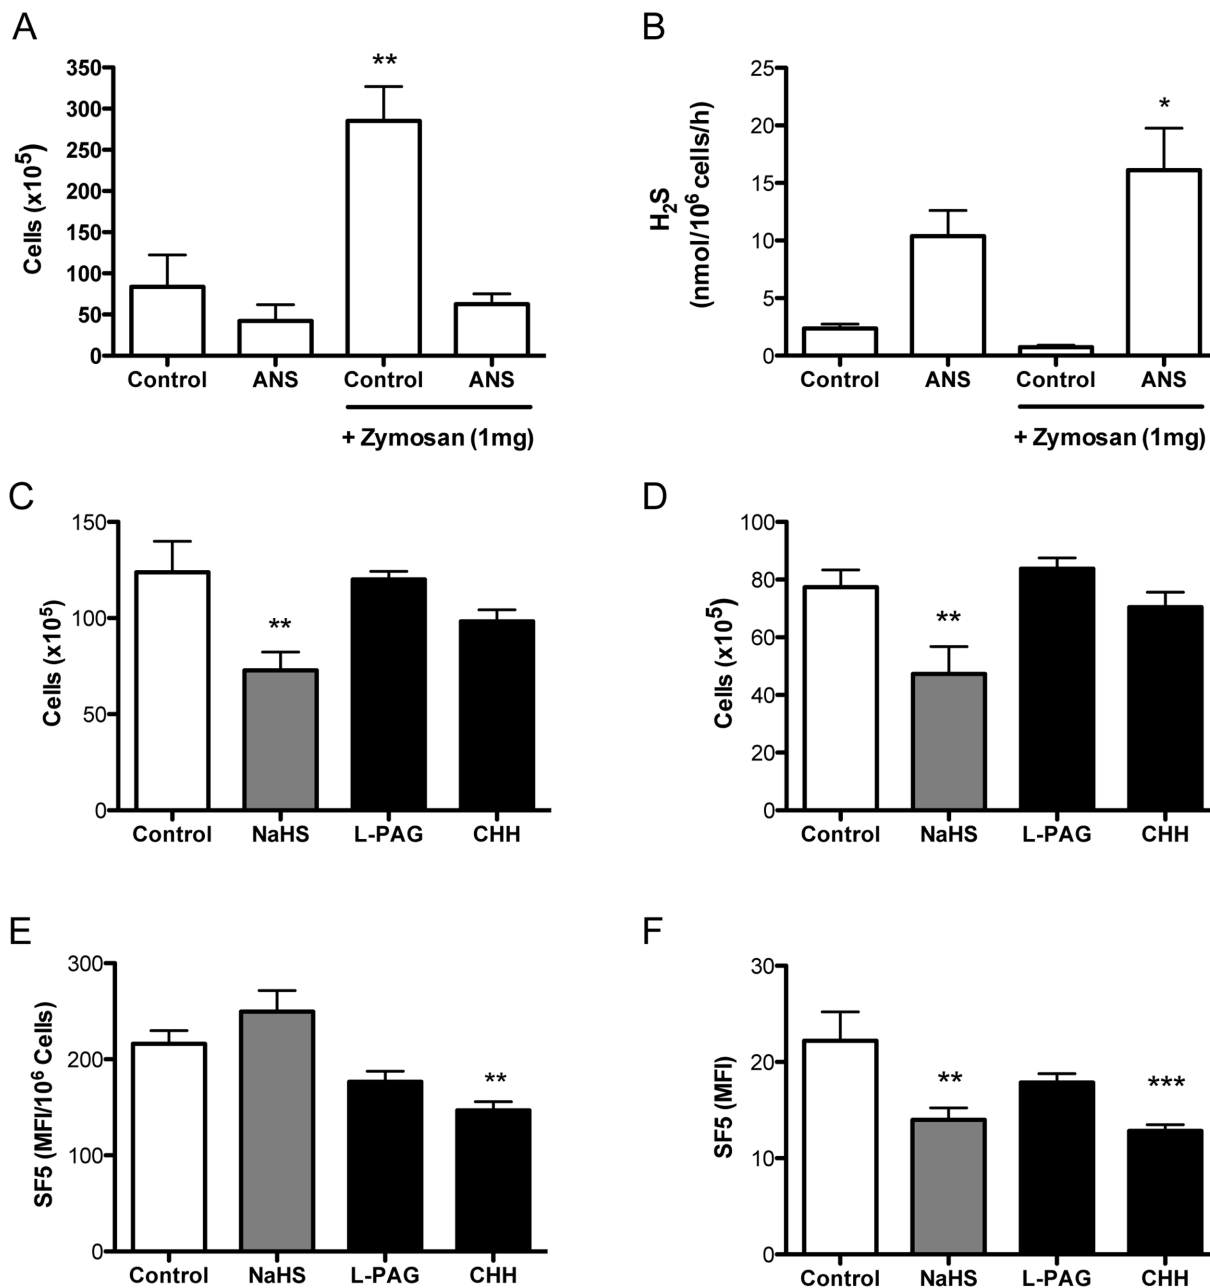 A
350
300
250
200
150
100
50
0
Cells (x10⁵)
**
Control ANS Control ANS
+ Zymosan (1mg)
B
25
20
15
10
5
0
H₂S
(nmol/10⁶ cells/h)
*
Control ANS Control ANS
+ Zymosan (1mg)
C
150
100
50
0
Cells (x10⁵)
**
Control NaHS L-PAG CHH
D
100
80
60
40
20
0
Cells (x10⁵)
**
Control NaHS L-PAG CHH
E
300
200
100
0
SF5 (MFI/10⁶ Cells)
**
Control NaHS L-PAG CHH
F
30
20
10
0
SF5 (MFI)
**
***
Control NaHS L-PAG CHH